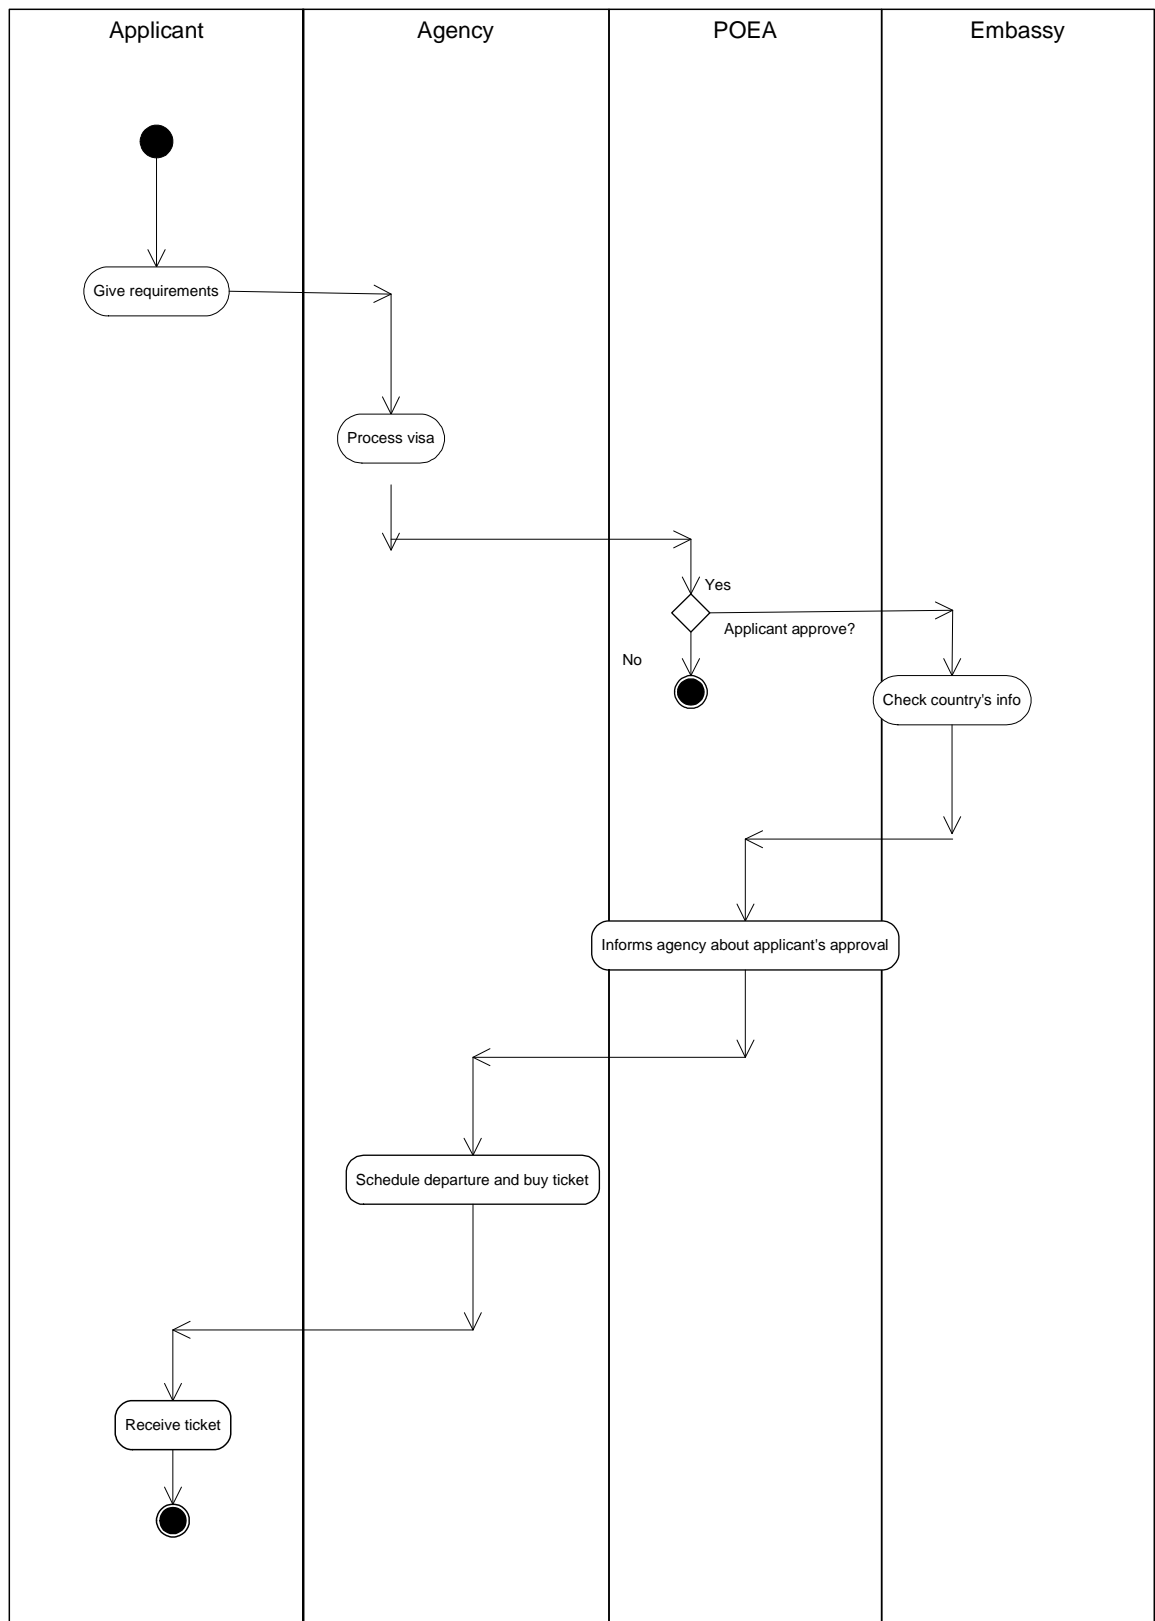 Applicant
Agency
POEA
Embassy
Give requirements
Process visa
Yes
Applicant approve?
No
Check country's info
Informs agency about applicant's approval
Schedule departure and buy ticket
Receive ticket